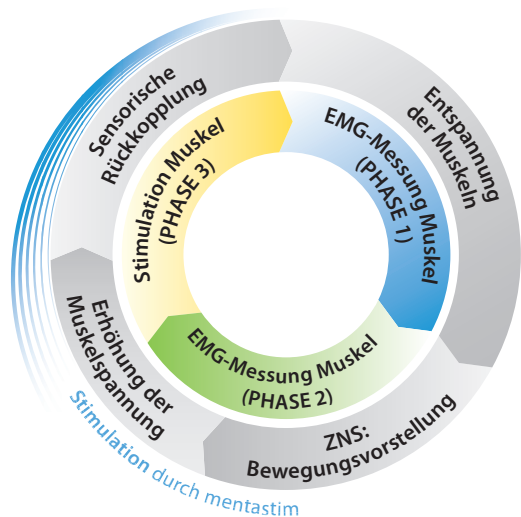 Sensorische
Rückkopplung
Entspannung
der Muskeln
ZNS:
Bewegungsvorstellung
Erhöhung der
Muskelspannung
EMG-Messung Muskel
(PHASE 1)
EMG-Messung Muskel
(PHASE 2)
Stimulation Muskel
(PHASE 3)
Stimulation durch mentastim